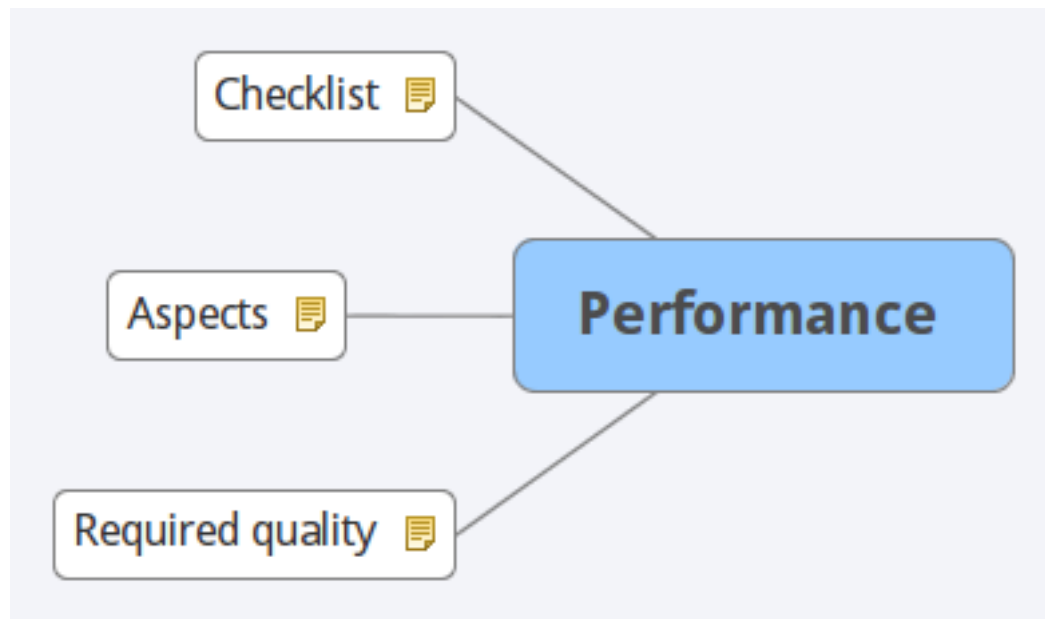 Checklist
Aspects
Performance
Required quality